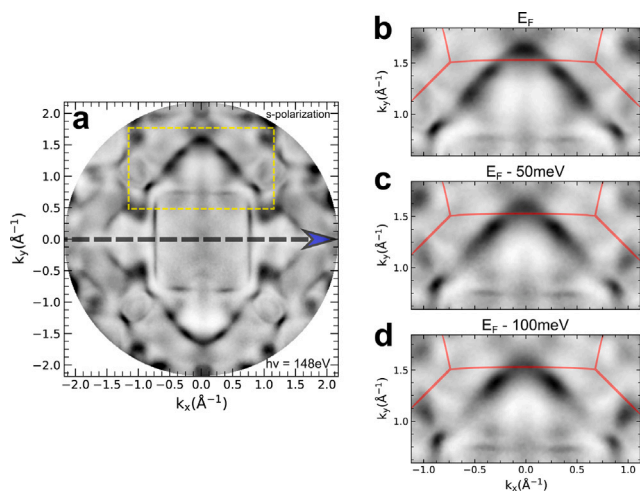 a
s-polarization
2.0
1.5
1.0
0.5
0.0
-0.5
-1.0
-1.5
-2.0
k_y(Å⁻¹)
hν = 148eV
-2.0 -1.5 -1.0 -0.5 0.0 0.5 1.0 1.5 2.0
k_x(Å⁻¹)
b
E_F
1.5
1.0
k_y(Å⁻¹)
c
E_F - 50meV
1.5
1.0
k_y(Å⁻¹)
d
E_F - 100meV
1.5
1.0
k_y(Å⁻¹)
-1.0 -0.5 0.0 0.5 1.0
k_x(Å⁻¹)